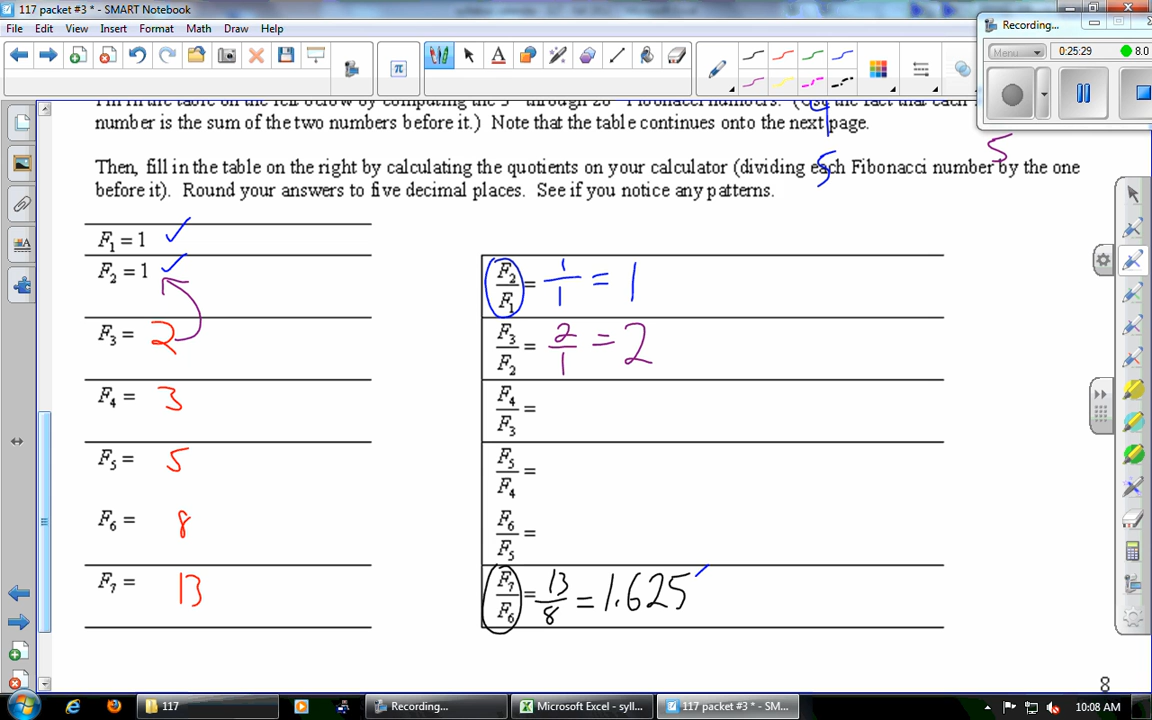 117 packet #3 * - SMART Notebook
Recording...
File Edit View Insert Format Math Draw Help
Menu
00:25:29
8.0
π
number is the sum of the two numbers before it.) Note that the table continues onto the next page.
5
Then, fill in the table on the right by calculating the quotients on your calculator (dividing each Fibonacci number by the one
5
before it). Round your answers to five decimal places. See if you notice any patterns.
F₁ = 1 ✓
F₂ = 1 ✓
F₃ = 2
F₄ = 3
F₅ = 5
F₆ = 8
F₇ = 13
F₂/F₁ = 1/1 = 1
F₃/F₂ = 2/1 = 2
F₄/F₃ =
F₅/F₄ =
F₆/F₅ =
F₇/F₆ = 13/8 = 1.625
8
117
Recording...
Microsoft Excel - syll...
117 packet #3 * - SM...
10:08 AM